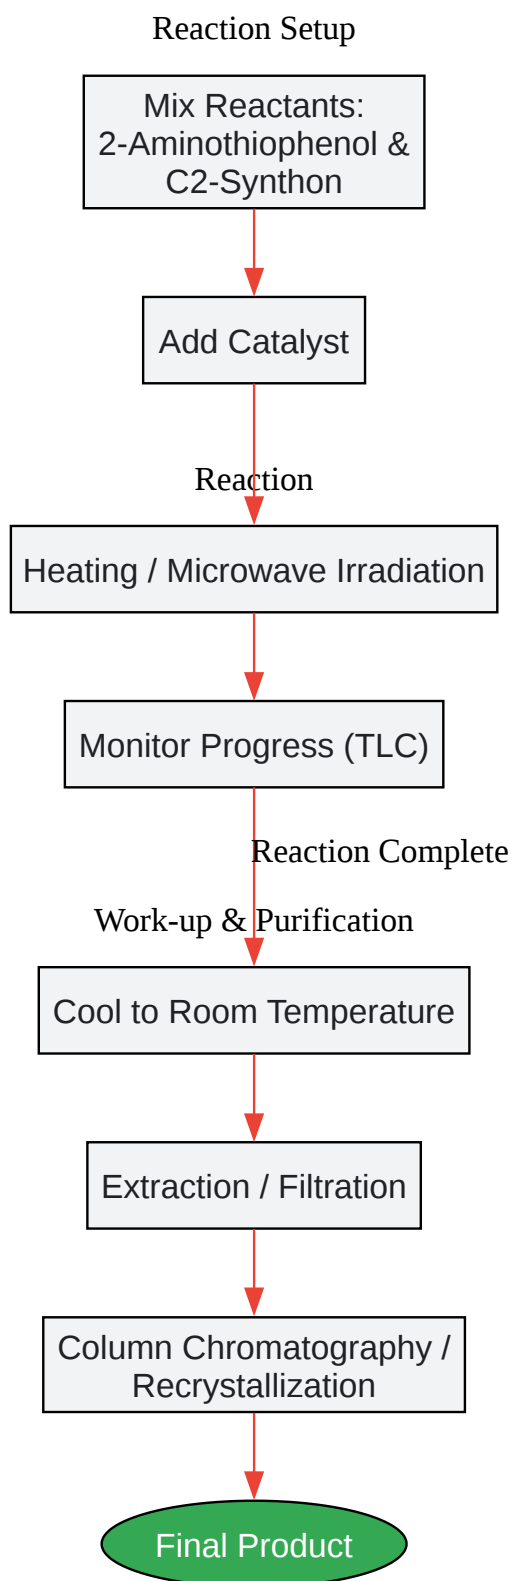 Reaction Setup
Mix Reactants:
2-Aminothiophenol &
C2-Synthon
Add Catalyst
Reaction
Heating / Microwave Irradiation
Monitor Progress (TLC)
Reaction Complete
Work-up & Purification
Cool to Room Temperature
Extraction / Filtration
Column Chromatography /
Recrystallization
Final Product